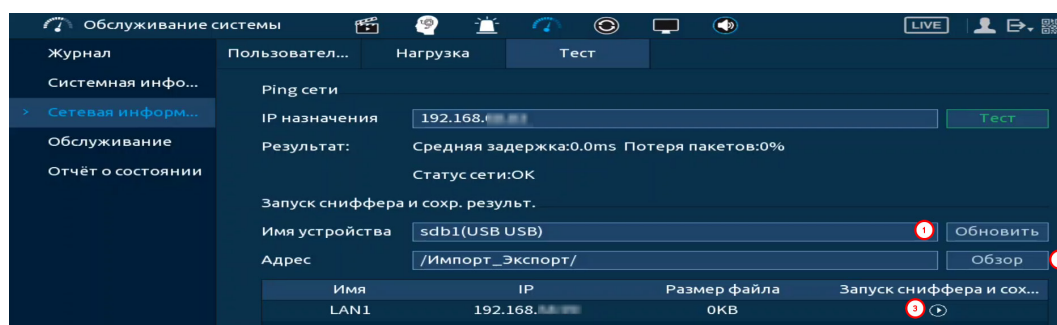 Обслуживание системы LIVE
Журнал Пользовател... Нагрузка Тест
Системная инфо... Ping сети
> Сетевая информ... IP назначения 192.168. Тест
Обслуживание Результат: Средняя задержка:0.0ms Потеря пакетов:0%
Отчёт о состоянии Статус сети:OK
Запуск сниффера и сохр. результ.
Имя устройства sdb1(USB USB) 1 Обновить
Адрес /Импорт_Экспорт/ Обзор
Имя IP Размер файла Запуск сниффера и сох...
LAN1 192.168. 0KB 3